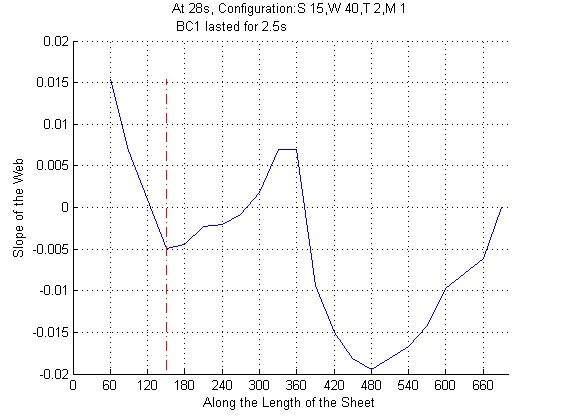 At 28s, Configuration:S 15,W 40,T 2,M 1
BC1 lasted for 2.5s
0.02
0.015
0.01
0.005
0
-0.005
-0.01
-0.015
-0.02
Slope of the Web
0 60 120 180 240 300 360 420 480 540 600 660
Along the Length of the Sheet